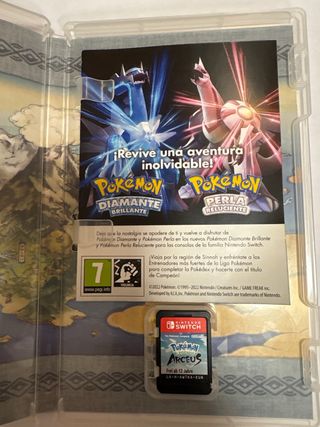 ¡Revive una aventura
inolvidable!
POKÉMON
DIAMANTE
BRILLANTE
POKÉMON
PERLA
RELUCIENTE
Deja que la nostalgia se apodere de ti y vuelve a disfrutar de
Pokémon Diamante y Pokémon Perla en los nuevos Pokémon Diamante Brillante
y Pokémon Perla Reluciente para las consolas de la familia Nintendo Switch.
¡Viaja por la región de Sinnoh y enfréntate a los
Entrenadores más fuertes de la Liga Pokémon
para completar la Pokédex y hacerte con el título
de Campeón!
7
www.pegi.info
©2022 Pokémon. ©1995–2022 Nintendo / Creatures Inc. / GAME FREAK inc.
Developed by ILCA, Inc. Pokémon and Nintendo Switch are trademarks of Nintendo.
NINTENDO
SWITCH
POKÉMON
LEGENDS
ARCEUS
Frei ab 12 Jahre